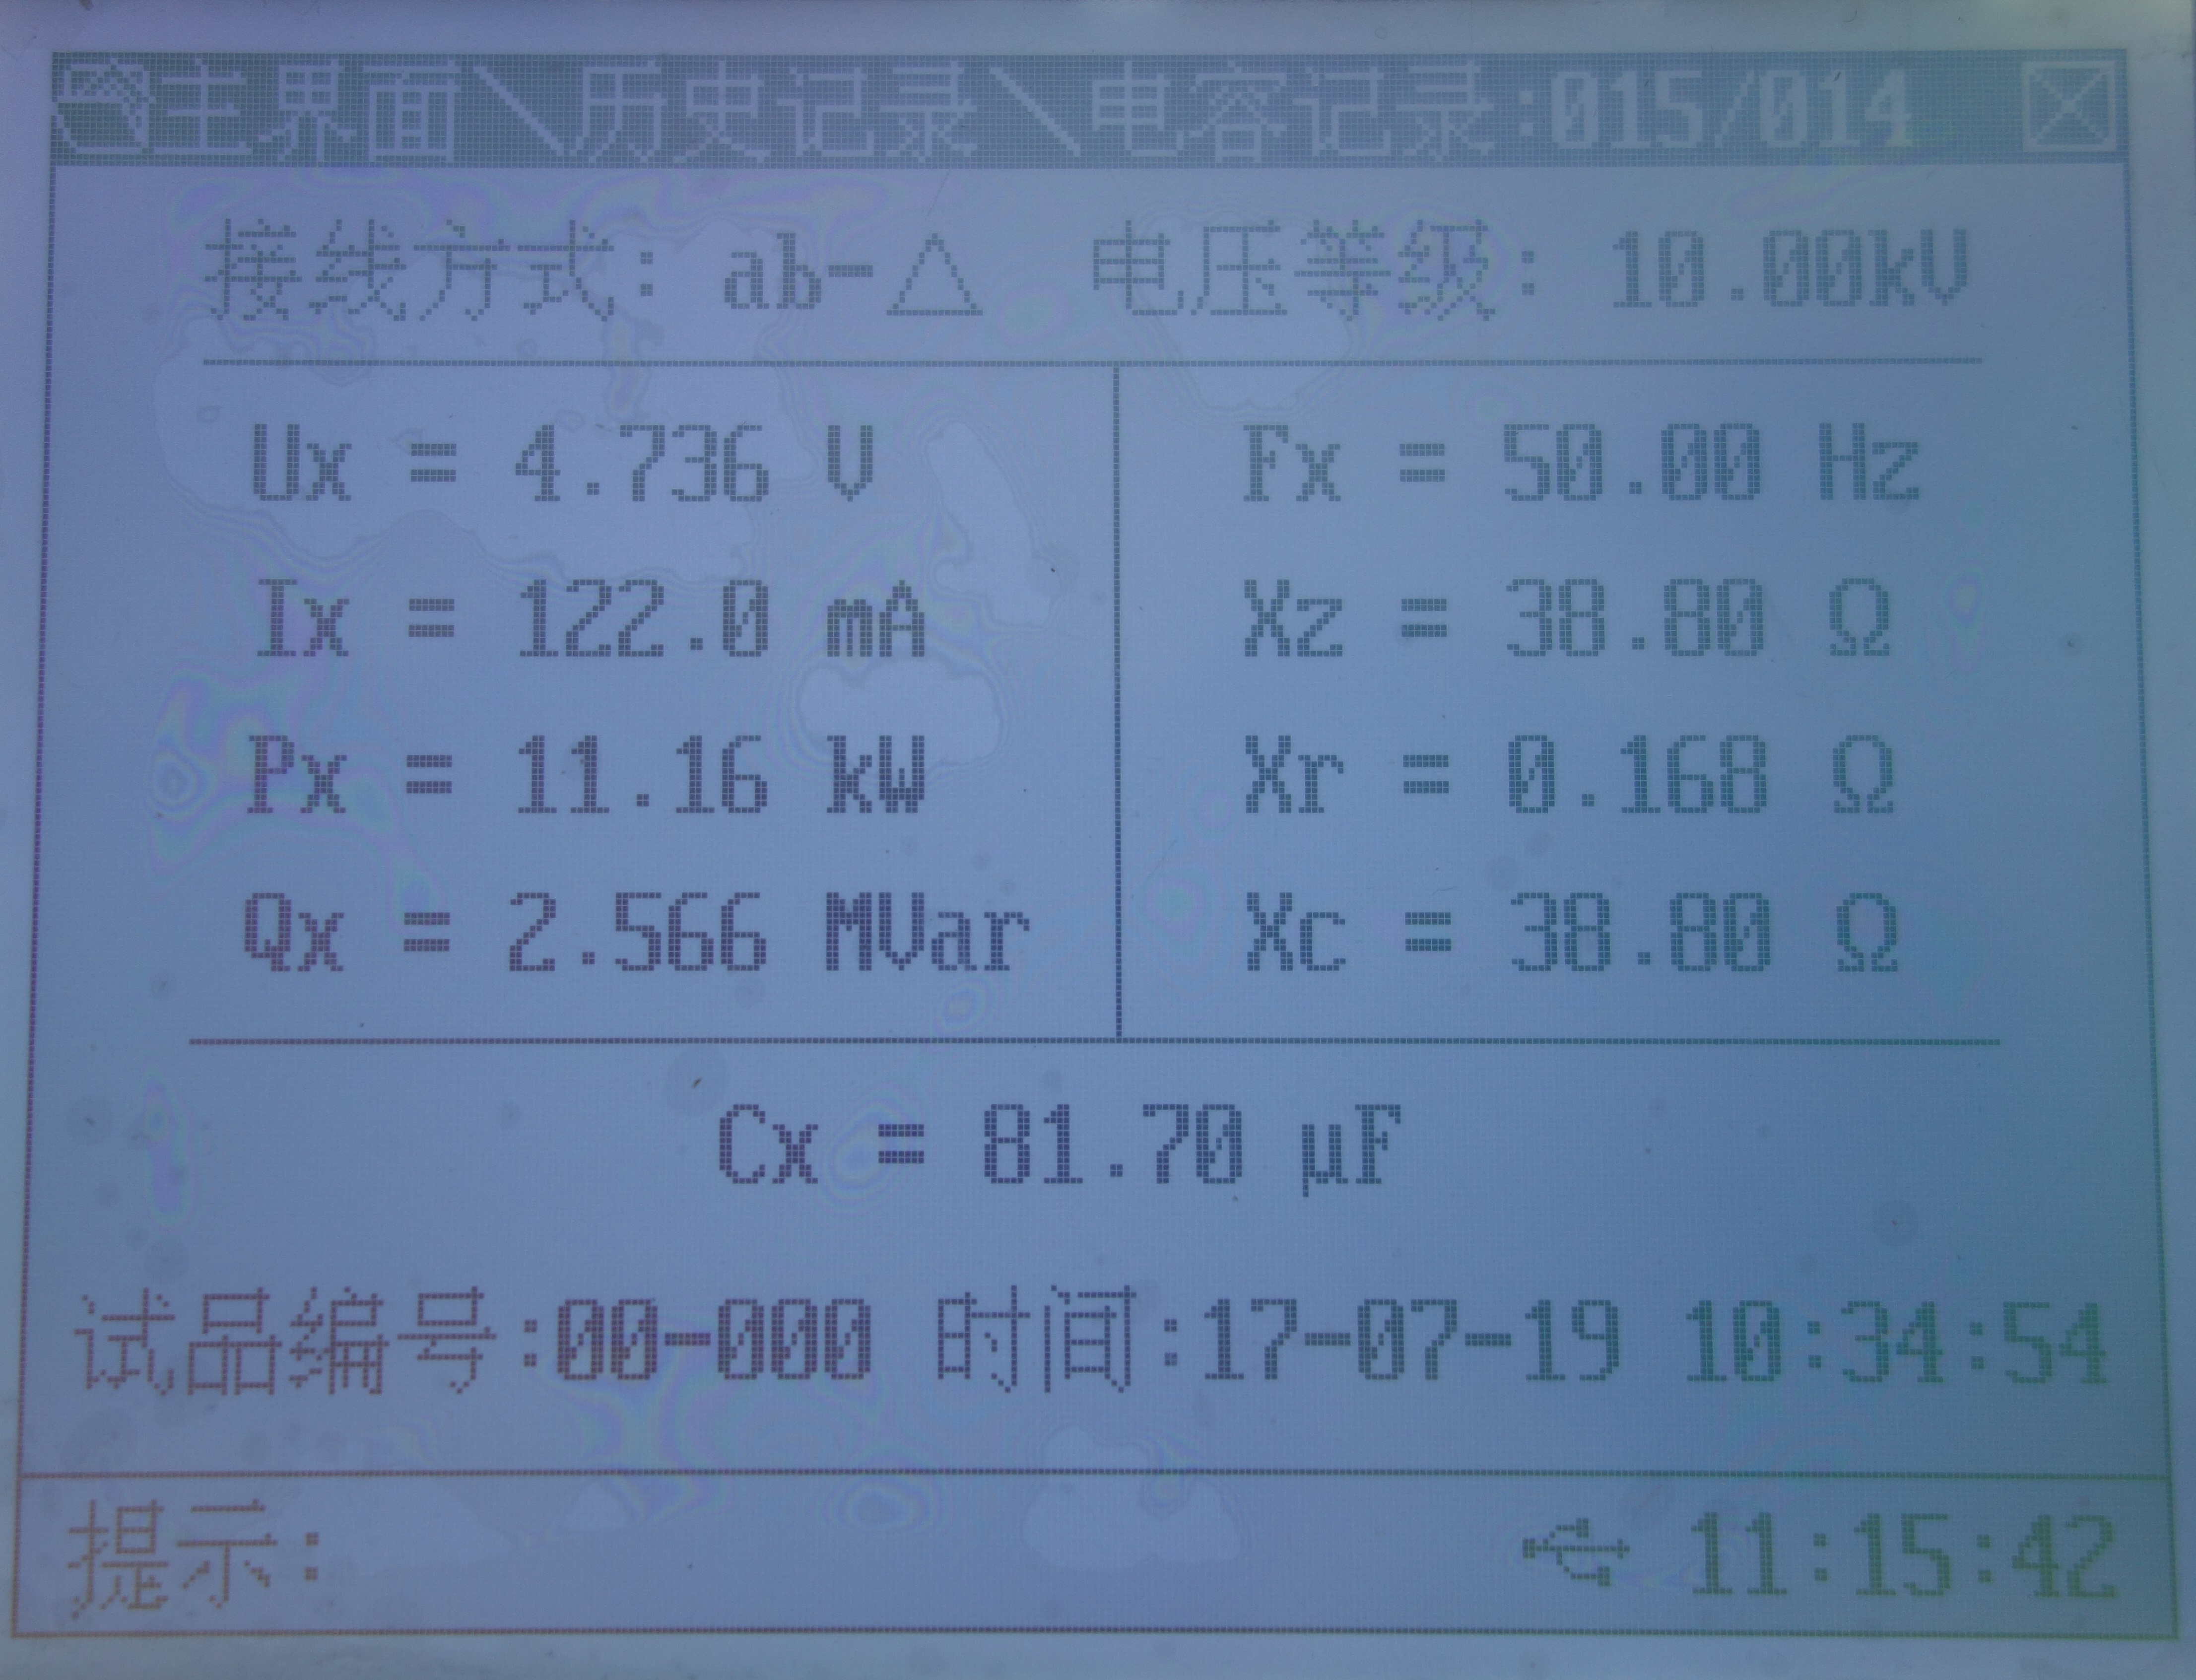 主界面\历史记录\电容记录:015/014
接线方式: ab-△ 电压等级: 10.00kV
Ux = 4.736 V
Ix = 122.0 mA
Px = 11.16 kW
Qx = 2.566 MVar
Fx = 50.00 Hz
Xz = 38.80 Ω
Xr = 0.168 Ω
Xc = 38.80 Ω
Cx = 81.70 μF
试品编号:00-000 时间:17-07-19 10:34:54
提示: 11:15:42